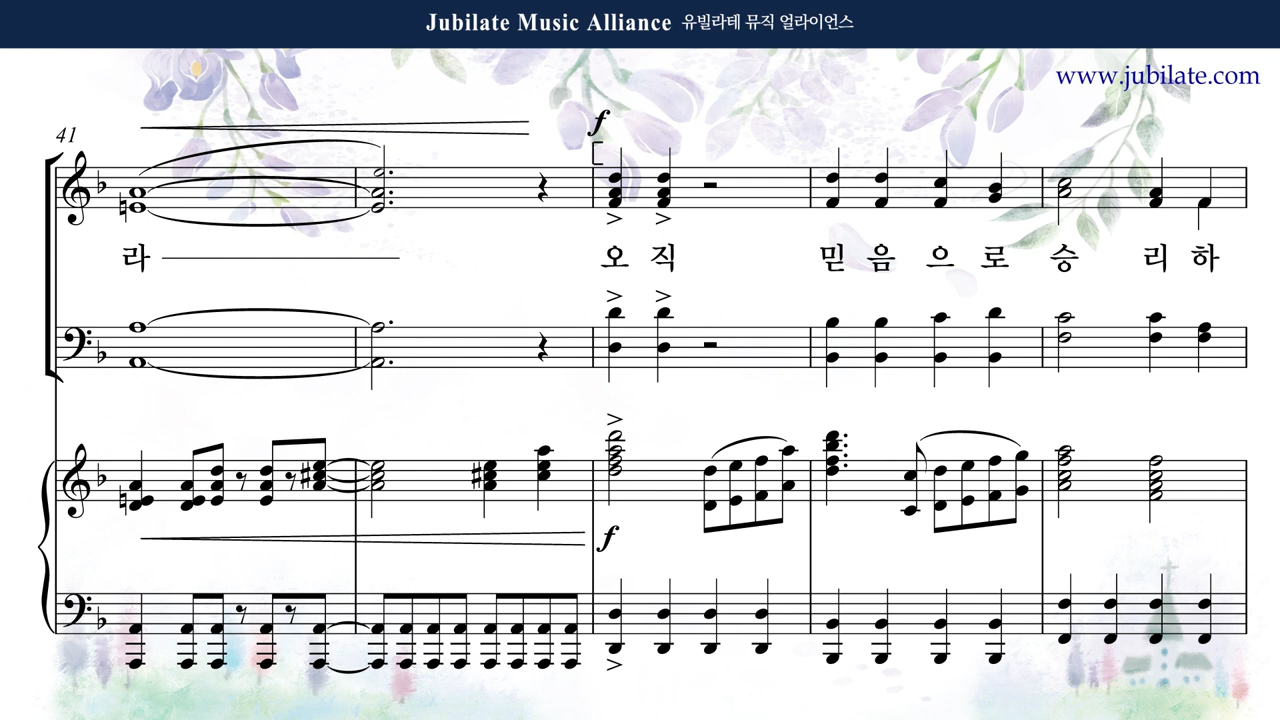 Jubilate Music Alliance 유빌라테 뮤직 얼라이언스
www.jubilate.com
41
f
라 오 직 믿 음 으 로 승 리 하
f